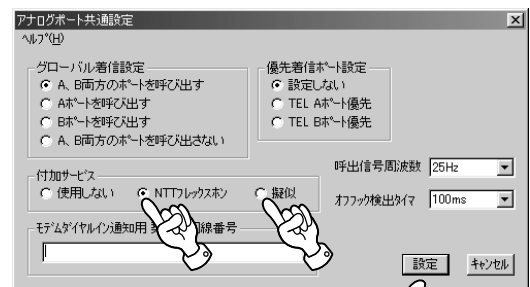 アナログポート共通設定
ヘルプ(H)
グローバル着信設定
A、B両方のポートを呼び出す
Aポートを呼び出す
Bポートを呼び出す
A、B両方のポートを呼び出さない
優先着信ポート設定
設定しない
TEL Aポート優先
TEL Bポート優先
付加サービス
使用しない NTTフレックスホン 擬似
呼出信号周波数 25Hz
オフフック検出タイマ 100ms
モデムダイヤルイン通知用 線番号
設定 キャンセル